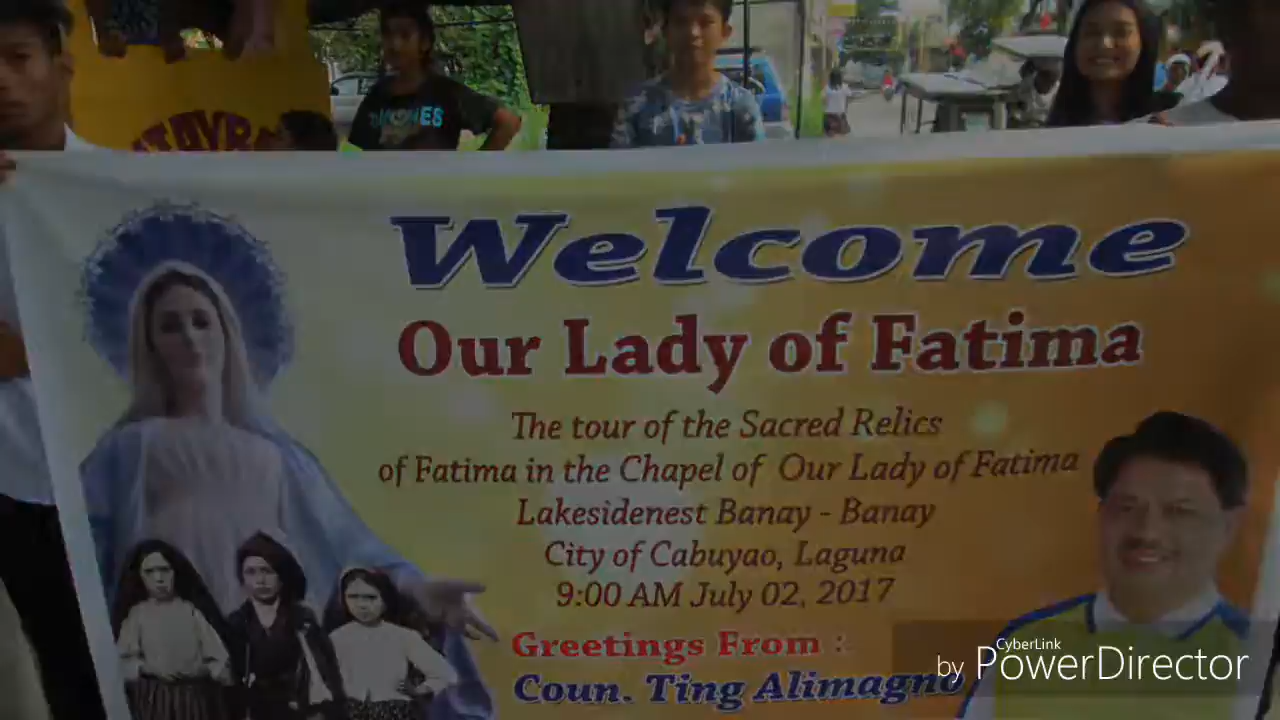 Welcome
Our Lady of Fatima
The tour of the Sacred Relics
of Fatima in the Chapel of Our Lady of Fatima
Lakesidenest Banay - Banay
City of Cabuyao, Laguna
9:00 AM July 02, 2017
Greetings From :
Coun. Ting Alimagno
CyberLink
by PowerDirector